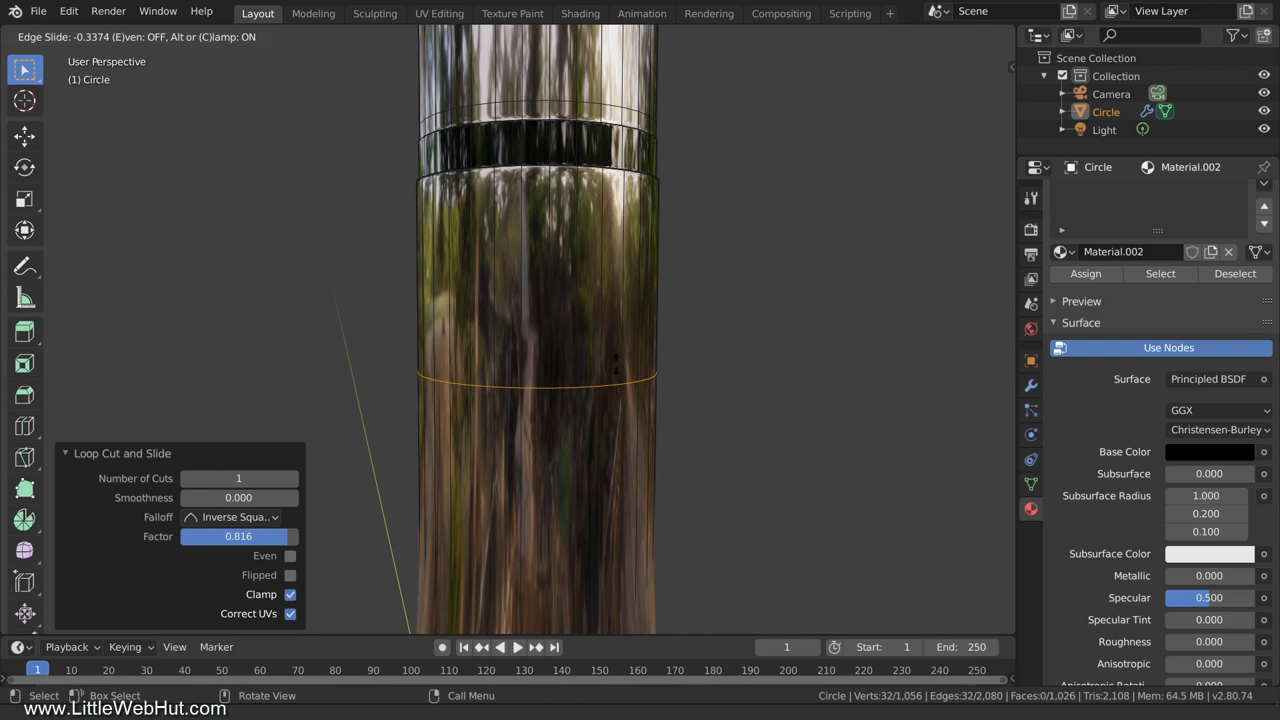 File Edit Render Window Help Layout Modeling Sculpting UV Editing Texture Paint Shading Animation Rendering Compositing Scripting + Scene View Layer
Edge Slide: -0.3374 (E)ven: OFF, Alt or (C)lamp: ON
User Perspective
(1) Circle
Scene Collection
Collection
Camera
Circle
Light
Circle Material.002
Material.002
Assign Select Deselect
Preview
Surface
Use Nodes
Surface Principled BSDF
GGX
Christensen-Burley
Base Color
Subsurface 0.000
Subsurface Radius 1.000
0.200
0.100
Subsurface Color
Metallic 0.000
Specular 0.500
Specular Tint 0.000
Roughness 0.000
Anisotropic 0.000
Loop Cut and Slide
Number of Cuts 1
Smoothness 0.000
Falloff Inverse Squa..
Factor 0.816
Even
Flipped
Clamp
Correct UVs
Playback Keying View Marker 1 Start: 1 End: 250
1 10 20 30 40 50 60 70 80 90 100 110 120 130 140 150 160 170 180 190 200 210 220 230 240 250
Select Box Select Rotate View Call Menu Circle | Verts:32/1,056 | Edges:32/2,080 | Faces:0/1,026 | Tris:2,108 | Mem: 64.5 MB | v2.80.74
www.LittleWebHut.com